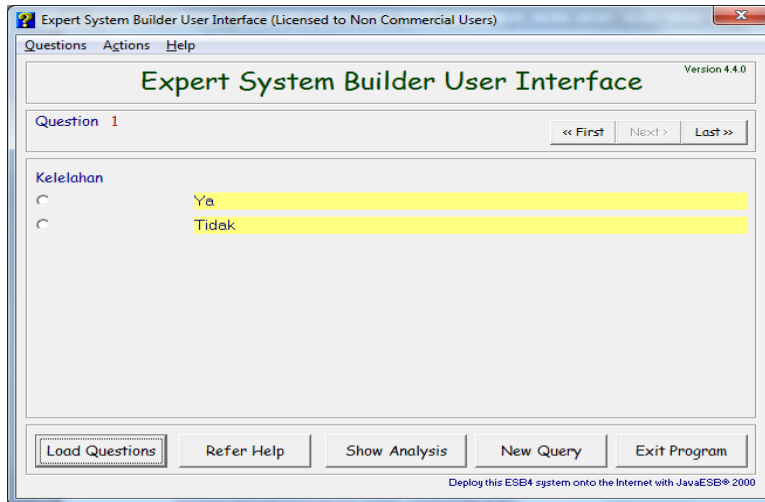 Expert System Builder User Interface (Licensed to Non Commercial Users)
Questions Actions Help
Expert System Builder User Interface
Version 4.4.0
Question 1
<< First Next > Last >>
Kelelahan
Ya
Tidak
Load Questions Refer Help Show Analysis New Query Exit Program
Deploy this ESB4 system onto the Internet with JavaESB® 2000